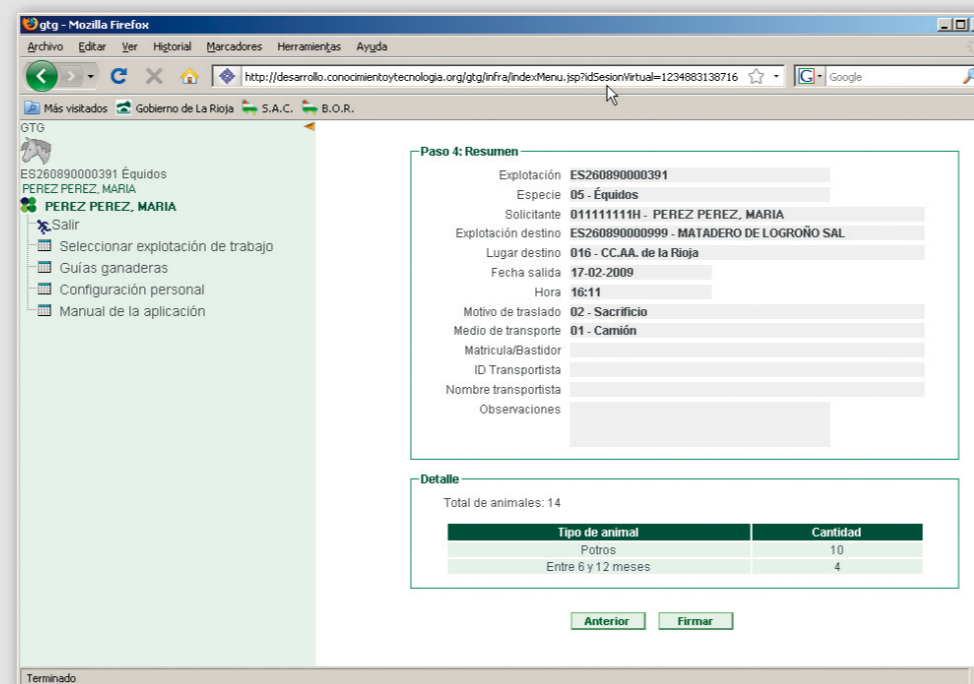 gtg - Mozilla Firefox
Archivo Editar Ver Historial Marcadores Herramientas Ayuda
http://desarrollo.conocimientoytecnologia.org/gtg/infra/indexMenu.jsp?idSesionVirtual=1234883138716
G Google
Más visitados Gobierno de La Rioja S.A.C. B.O.R.
GTG
ES260890000391 Équidos
PEREZ PEREZ, MARIA
PEREZ PEREZ, MARIA
Salir
Seleccionar explotación de trabajo
Guías ganaderas
Configuración personal
Manual de la aplicación
Paso 4: Resumen
Explotación ES260890000391
Especie 05 - Équidos
Solicitante 011111111H - PEREZ PEREZ, MARIA
Explotación destino ES260890000999 - MATADERO DE LOGROÑO SAL
Lugar destino 016 - CC.AA. de la Rioja
Fecha salida 17-02-2009
Hora 16:11
Motivo de traslado 02 - Sacrificio
Medio de transporte 01 - Camión
Matricula/Bastidor
ID Transportista
Nombre transportista
Observaciones
Detalle
Total de animales: 14
Tipo de animal Cantidad
Potros 10
Entre 6 y 12 meses 4
Anterior Firmar
Terminado